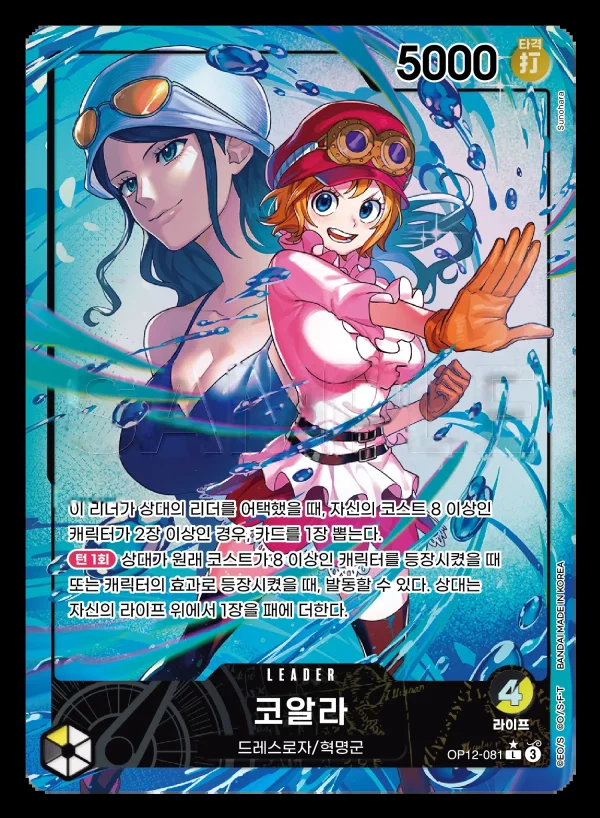 5000
타격
打
Sunohara
SAMPLE
이 리더가 상대의 리더를 어택했을 때, 자신의 코스트 8 이상인
캐릭터가 2장 이상인 경우, 카드를 1장 뽑는다.
턴 1회 상대가 원래 코스트가 8 이상인 캐릭터를 등장시켰을 때
또는 캐릭터의 효과로 등장시켰을 때, 발동할 수 있다. 상대는
자신의 라이프 위에서 1장을 패에 더한다.
LEADER
코알라
드레스로자/혁명군
4
라이프
OP12-081 L 3
©E.O/S ©O/S·F·T BANDAI MADE IN KOREA